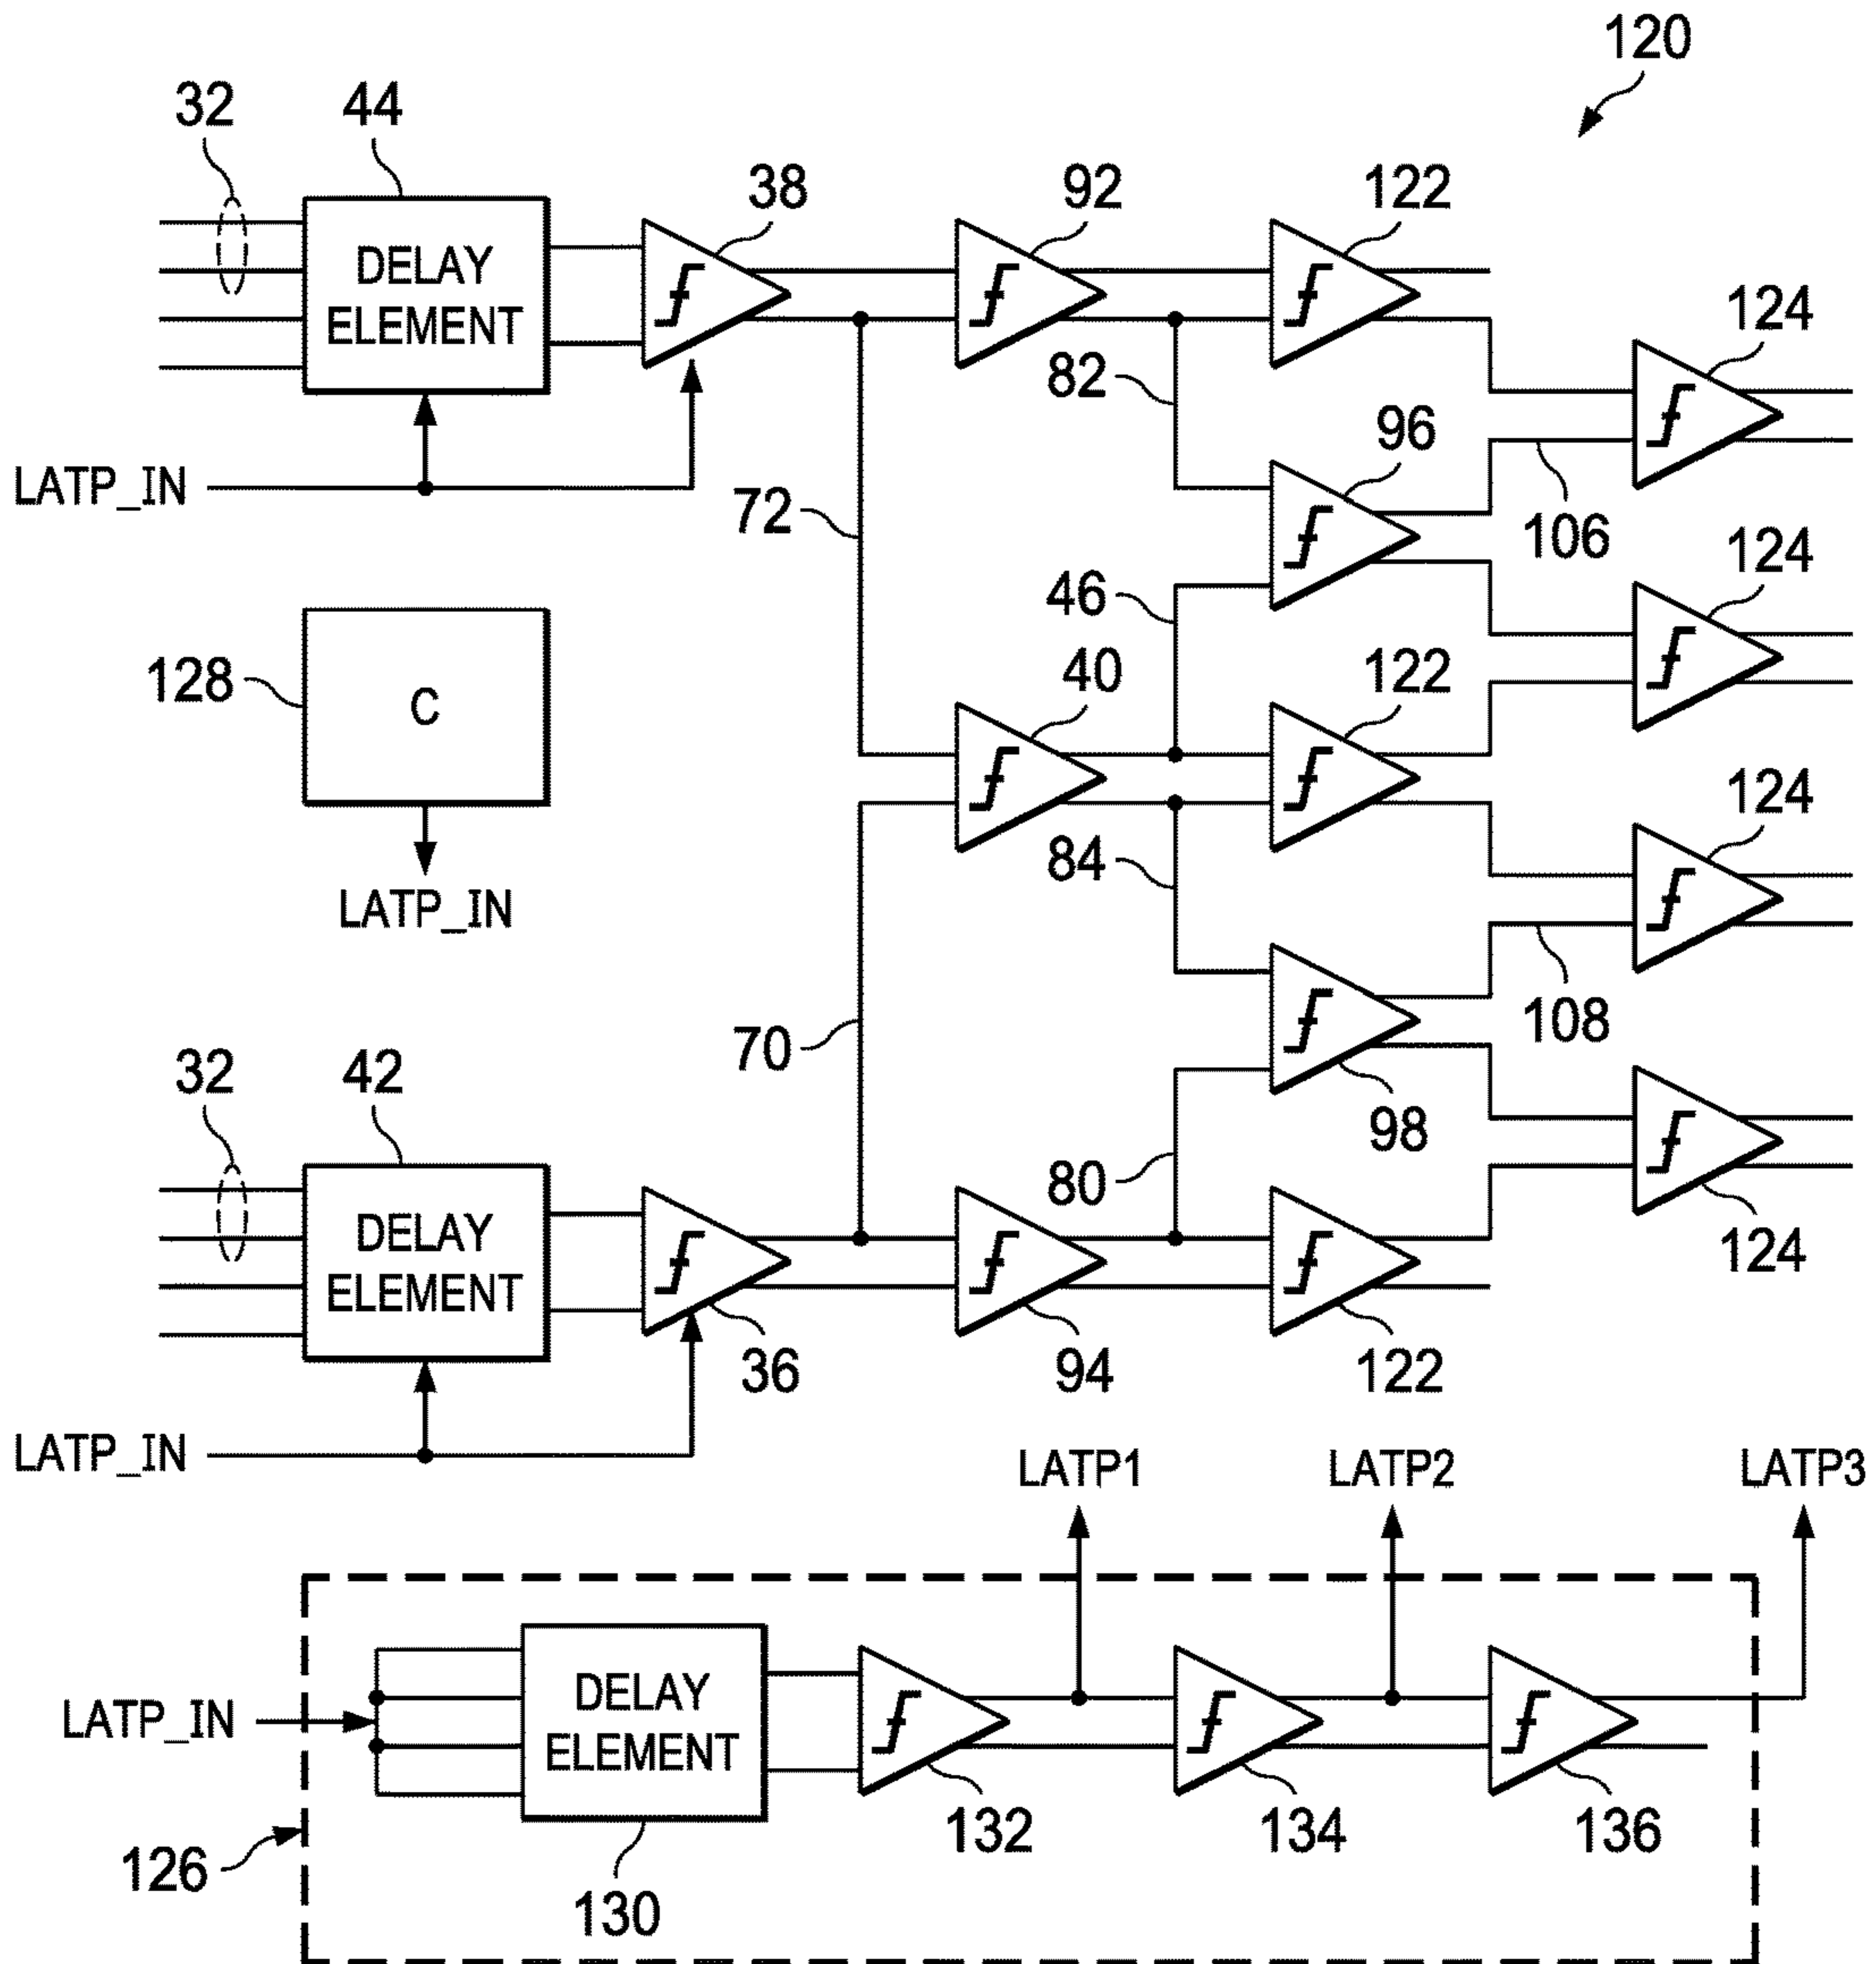 120
32
44
38
92
122
124
DELAY
ELEMENT
82
96
LATP_IN
72
106
124
46
128
C
40
122
LATP_IN
84
124
70
108
32
42
98
80
DELAY
ELEMENT
124
36
94
122
LATP_IN
LATP1
LATP2
LATP3
LATP_IN
DELAY
ELEMENT
132
134
136
126
130